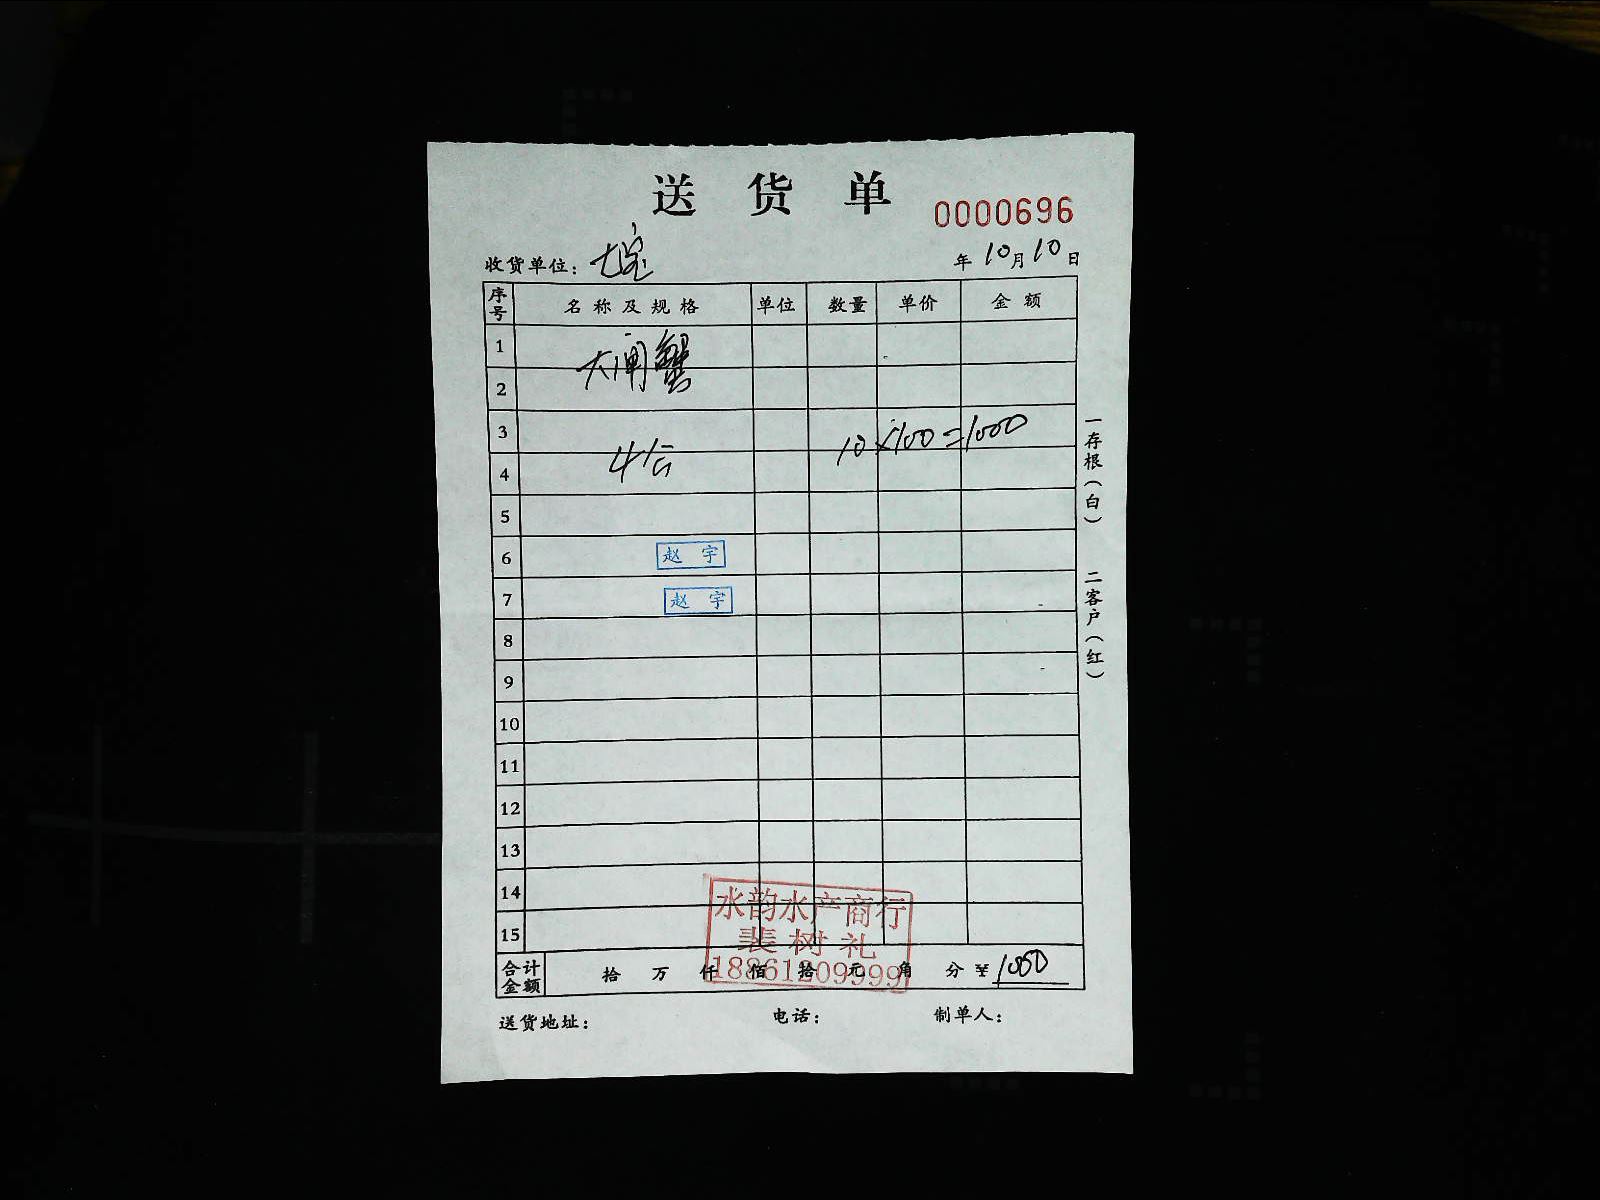 送货单
0000696
收货单位：七宝 年10月10日
序号 名称及规格 单位 数量 单价 金额
1 大闸蟹
2
3 10×100=1000
4
5
6 赵宇
7 赵宇
8
9
10
11
12
13
14
15
水韵水产商行
裴树礼
18861209999
合计金额 拾万仟佰拾元角分￥1000
送货地址： 电话： 制单人：
一存根（白） 二客户（红）